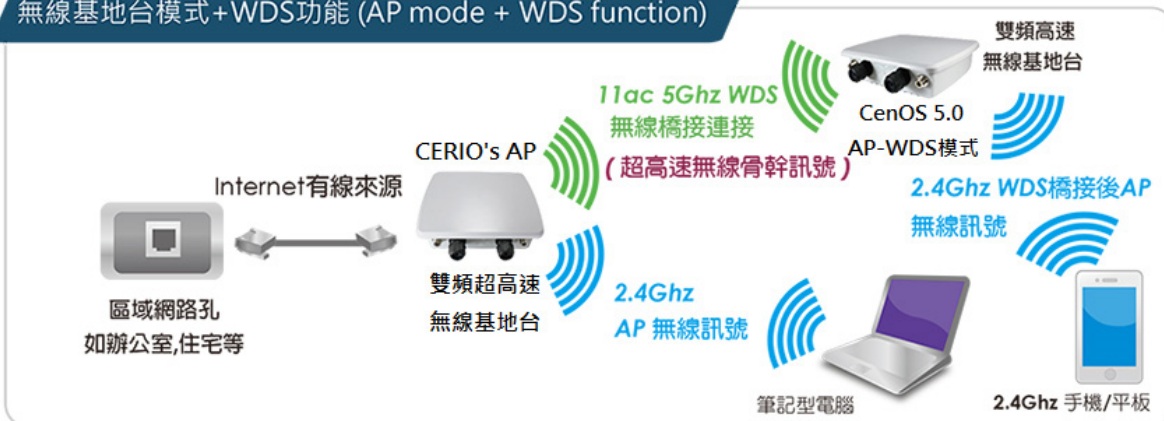 無線基地台模式+WDS功能 (AP mode + WDS function)
雙頻高速
無線基地台
11ac 5Ghz WDS
無線橋接連接
(超高速無線骨幹訊號)
CenOS 5.0
AP-WDS模式
CERIO's AP
Internet有線來源
2.4Ghz WDS橋接後AP
無線訊號
雙頻超高速
無線基地台
2.4Ghz
AP 無線訊號
區域網路孔
如辦公室,住宅等
筆記型電腦
2.4Ghz 手機/平板